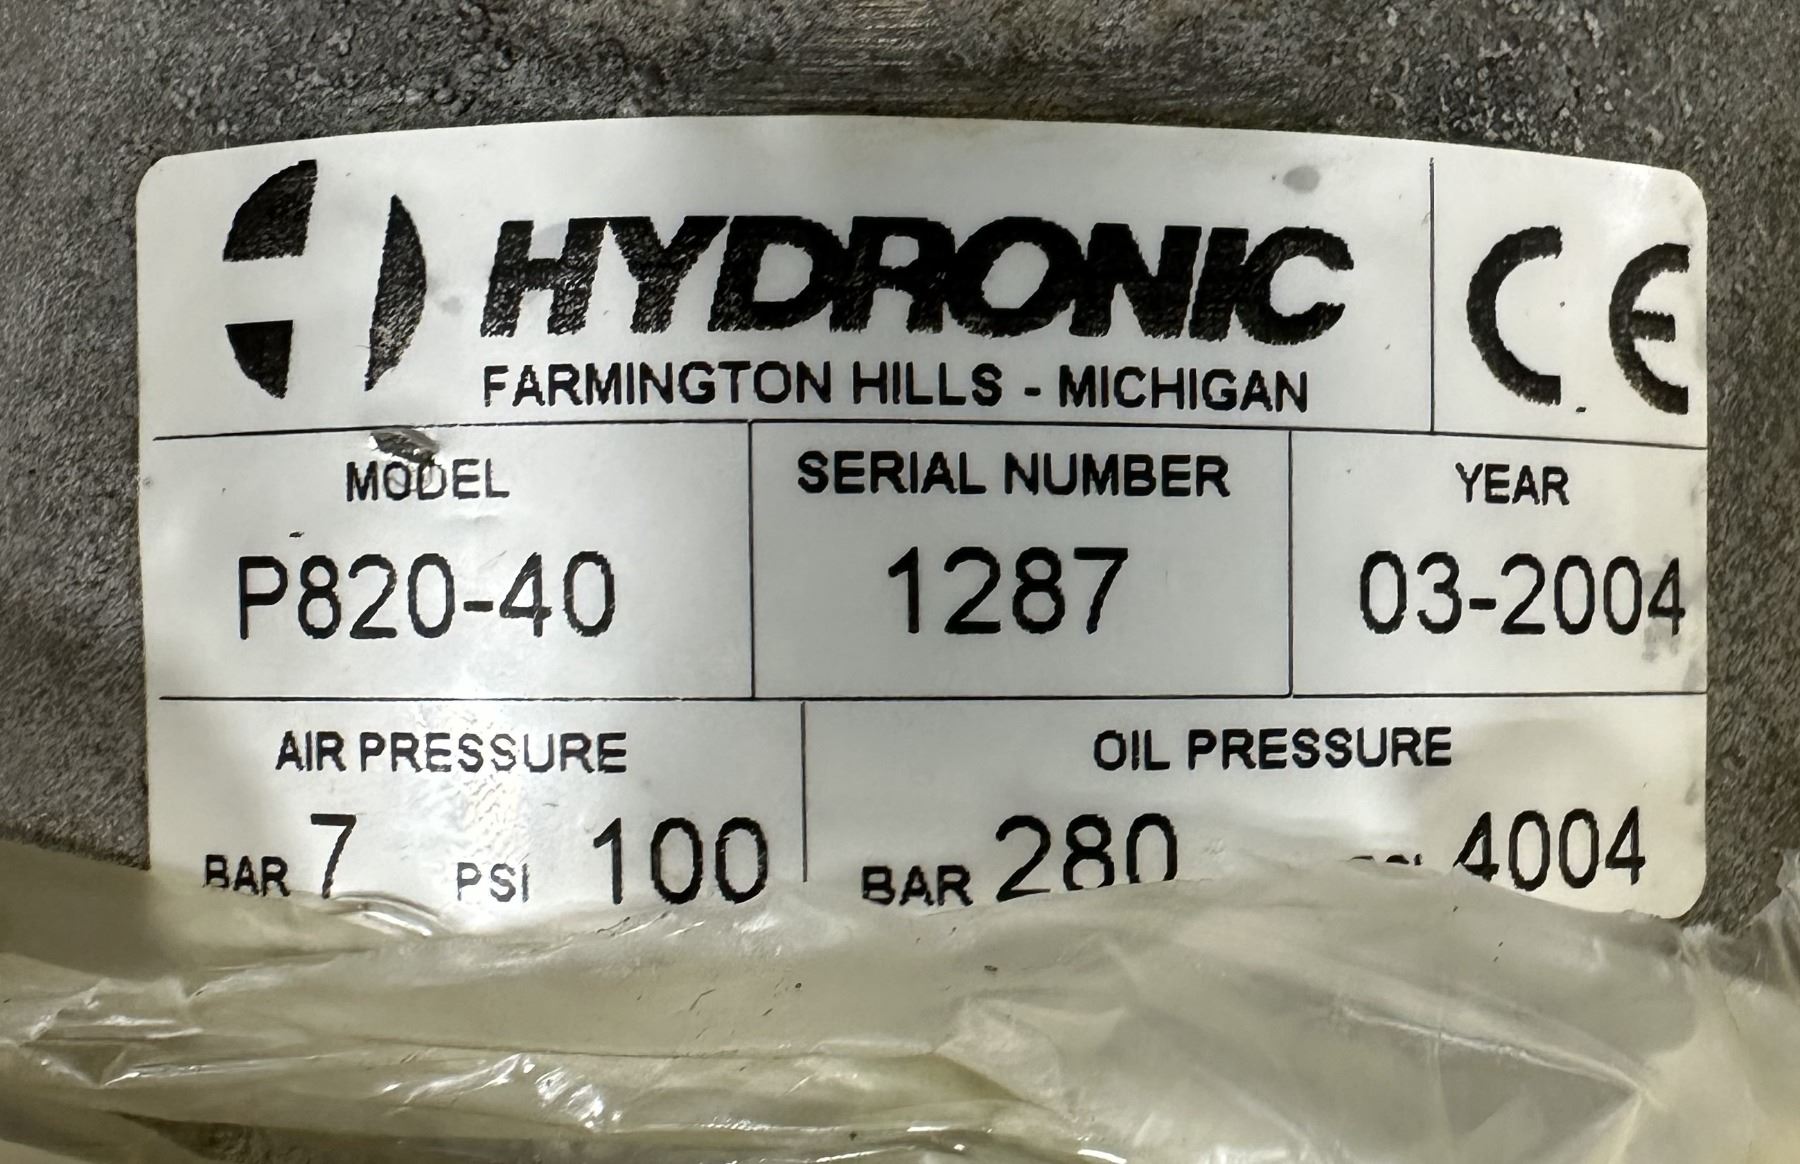 HYDRONIC
FARMINGTON HILLS - MICHIGAN
CE
MODEL SERIAL NUMBER YEAR
P820-40 1287 03-2004
AIR PRESSURE OIL PRESSURE
BAR 7 PSI 100 BAR 280 4004